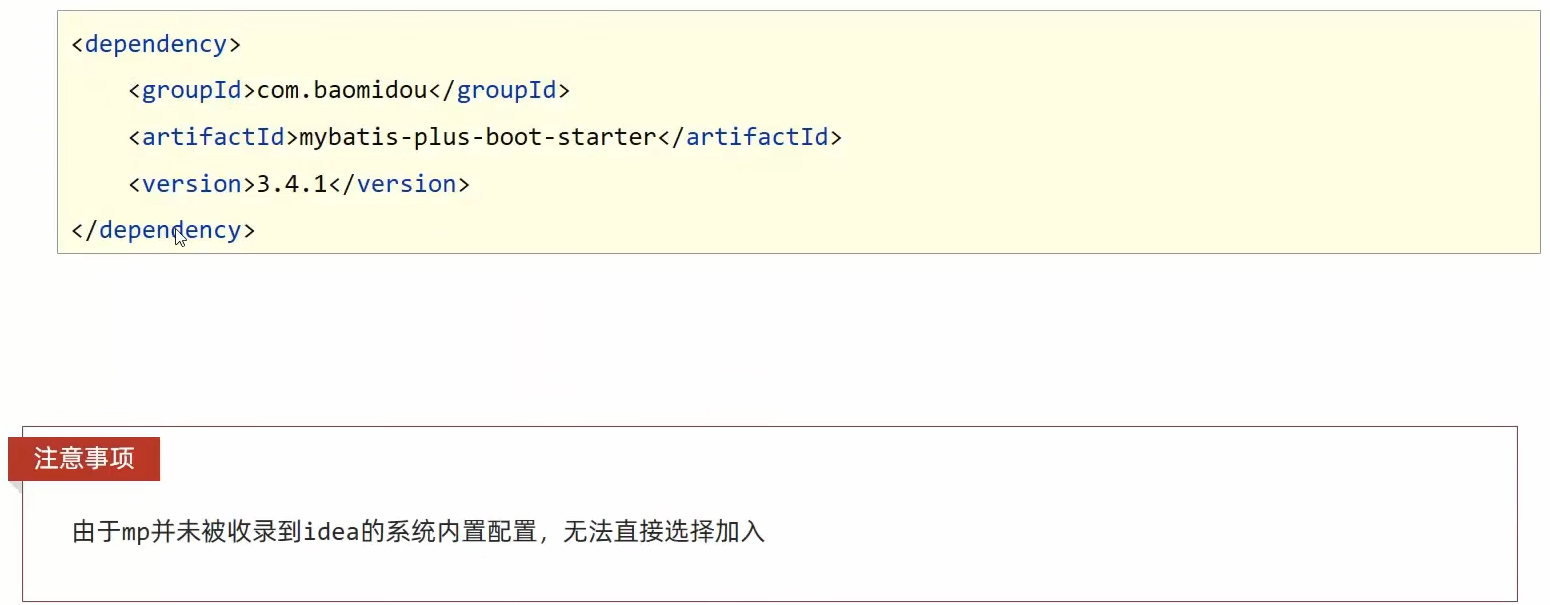 <dependency>
<groupId>com.baomidou</groupId>
<artifactId>mybatis-plus-boot-starter</artifactId>
<version>3.4.1</version>
</dependency>
注意事项
由于mp并未被收录到idea的系统内置配置，无法直接选择加入